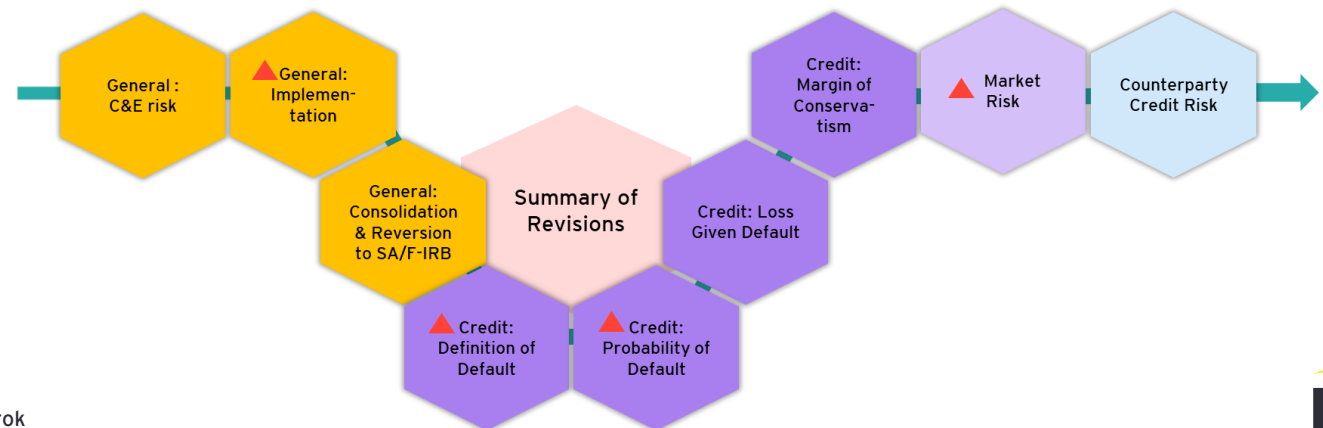 General :
C&E risk
General:
Implemen-
tation
General:
Consolidation
& Reversion
to SA/F-IRB
Summary of
Revisions
Credit:
Definition of
Default
Credit:
Probability of
Default
Credit: Loss
Given Default
Credit:
Margin of
Conserva-
tism
Market
Risk
Counterparty
Credit Risk
rok